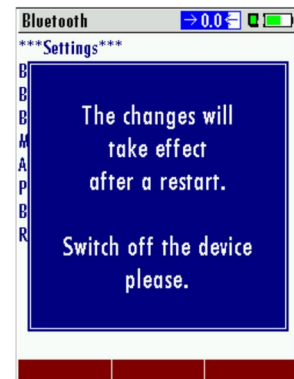 Bluetooth →0.0←
***Settings***
B
B
B
M
A
P
B
R
The changes will
take effect
after a restart.
Switch off the device
please.